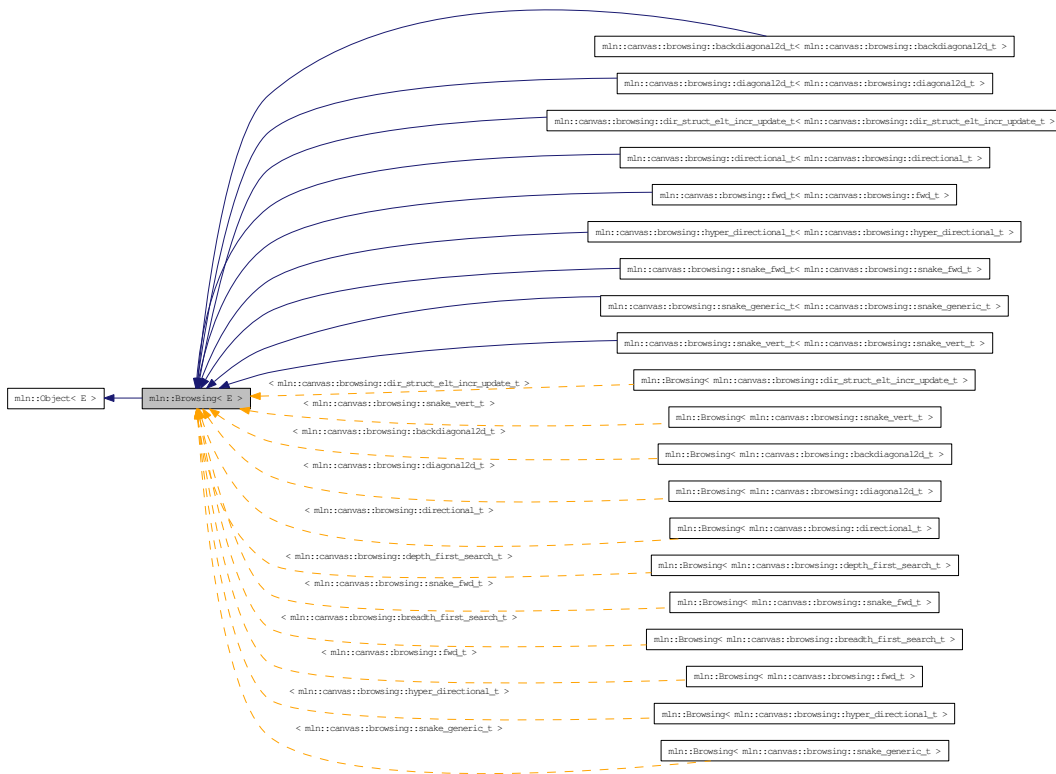 mln::canvas::browsing::backdiagonal2d_t< mln::canvas::browsing::backdiagonal2d_t >
mln::canvas::browsing::diagonal2d_t< mln::canvas::browsing::diagonal2d_t >
mln::canvas::browsing::dir_struct_elt_incr_update_t< mln::canvas::browsing::dir_struct_elt_incr_update_t >
mln::canvas::browsing::directional_t< mln::canvas::browsing::directional_t >
mln::canvas::browsing::fwd_t< mln::canvas::browsing::fwd_t >
mln::canvas::browsing::hyper_directional_t< mln::canvas::browsing::hyper_directional_t >
mln::canvas::browsing::snake_fwd_t< mln::canvas::browsing::snake_fwd_t >
mln::canvas::browsing::snake_generic_t< mln::canvas::browsing::snake_generic_t >
mln::canvas::browsing::snake_vert_t< mln::canvas::browsing::snake_vert_t >
mln::Object< E >
mln::Browsing< E >
< mln::canvas::browsing::dir_struct_elt_incr_update_t >
mln::Browsing< mln::canvas::browsing::dir_struct_elt_incr_update_t >
< mln::canvas::browsing::snake_vert_t >
mln::Browsing< mln::canvas::browsing::snake_vert_t >
< mln::canvas::browsing::backdiagonal2d_t >
mln::Browsing< mln::canvas::browsing::backdiagonal2d_t >
< mln::canvas::browsing::diagonal2d_t >
mln::Browsing< mln::canvas::browsing::diagonal2d_t >
< mln::canvas::browsing::directional_t >
mln::Browsing< mln::canvas::browsing::directional_t >
< mln::canvas::browsing::depth_first_search_t >
mln::Browsing< mln::canvas::browsing::depth_first_search_t >
< mln::canvas::browsing::snake_fwd_t >
mln::Browsing< mln::canvas::browsing::snake_fwd_t >
< mln::canvas::browsing::breadth_first_search_t >
mln::Browsing< mln::canvas::browsing::breadth_first_search_t >
< mln::canvas::browsing::fwd_t >
mln::Browsing< mln::canvas::browsing::fwd_t >
< mln::canvas::browsing::hyper_directional_t >
mln::Browsing< mln::canvas::browsing::hyper_directional_t >
< mln::canvas::browsing::snake_generic_t >
mln::Browsing< mln::canvas::browsing::snake_generic_t >